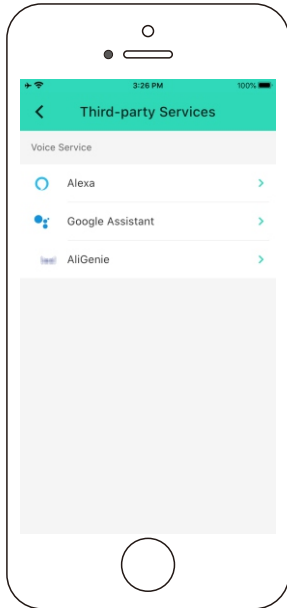 3:26 PM
100%
Third-party Services
Voice Service
Alexa
Google Assistant
AliGenie